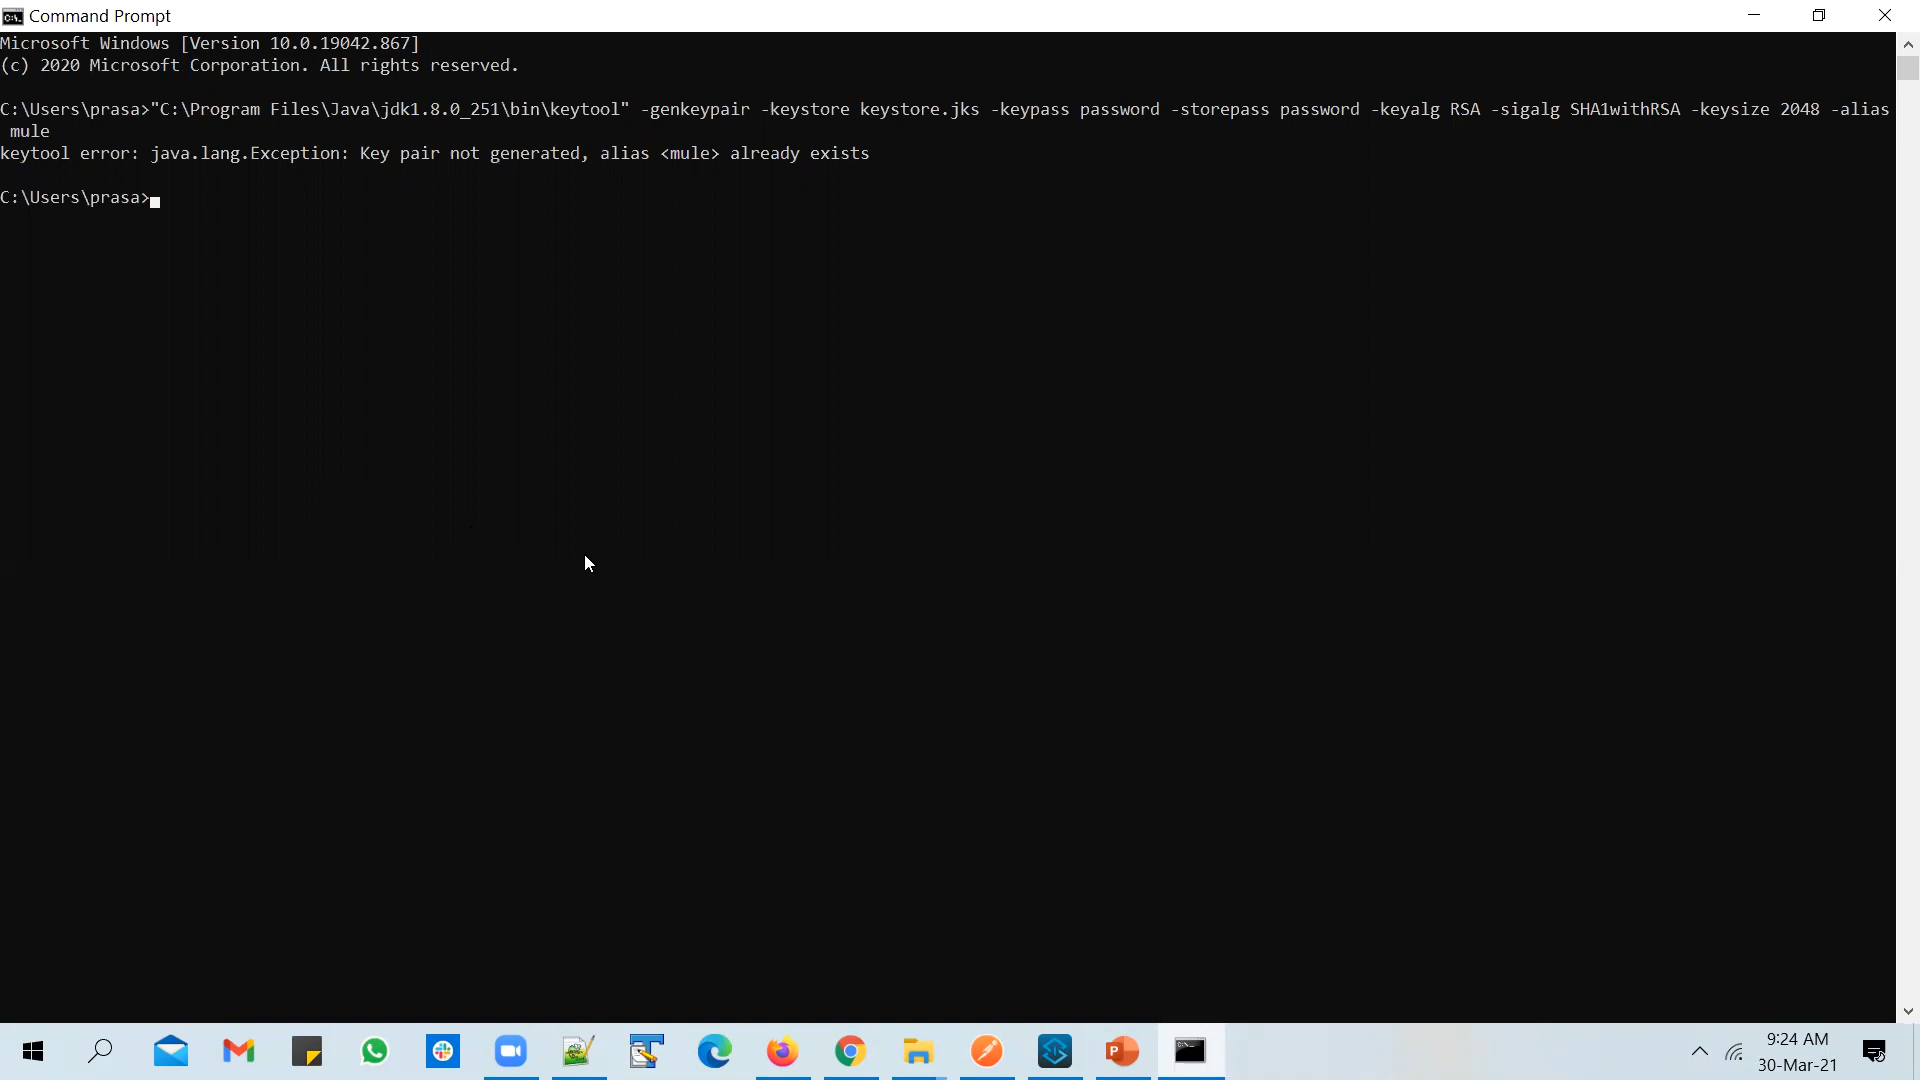 Command Prompt
Microsoft Windows [Version 10.0.19042.867]
(c) 2020 Microsoft Corporation. All rights reserved.
C:\Users\prasa>"C:\Program Files\Java\jdk1.8.0_251\bin\keytool" -genkeypair -keystore keystore.jks -keypass password -storepass password -keyalg RSA -sigalg SHA1withRSA -keysize 2048 -alias
mule
keytool error: java.lang.Exception: Key pair not generated, alias <mule> already exists
C:\Users\prasa>
9:24 AM
30-Mar-21